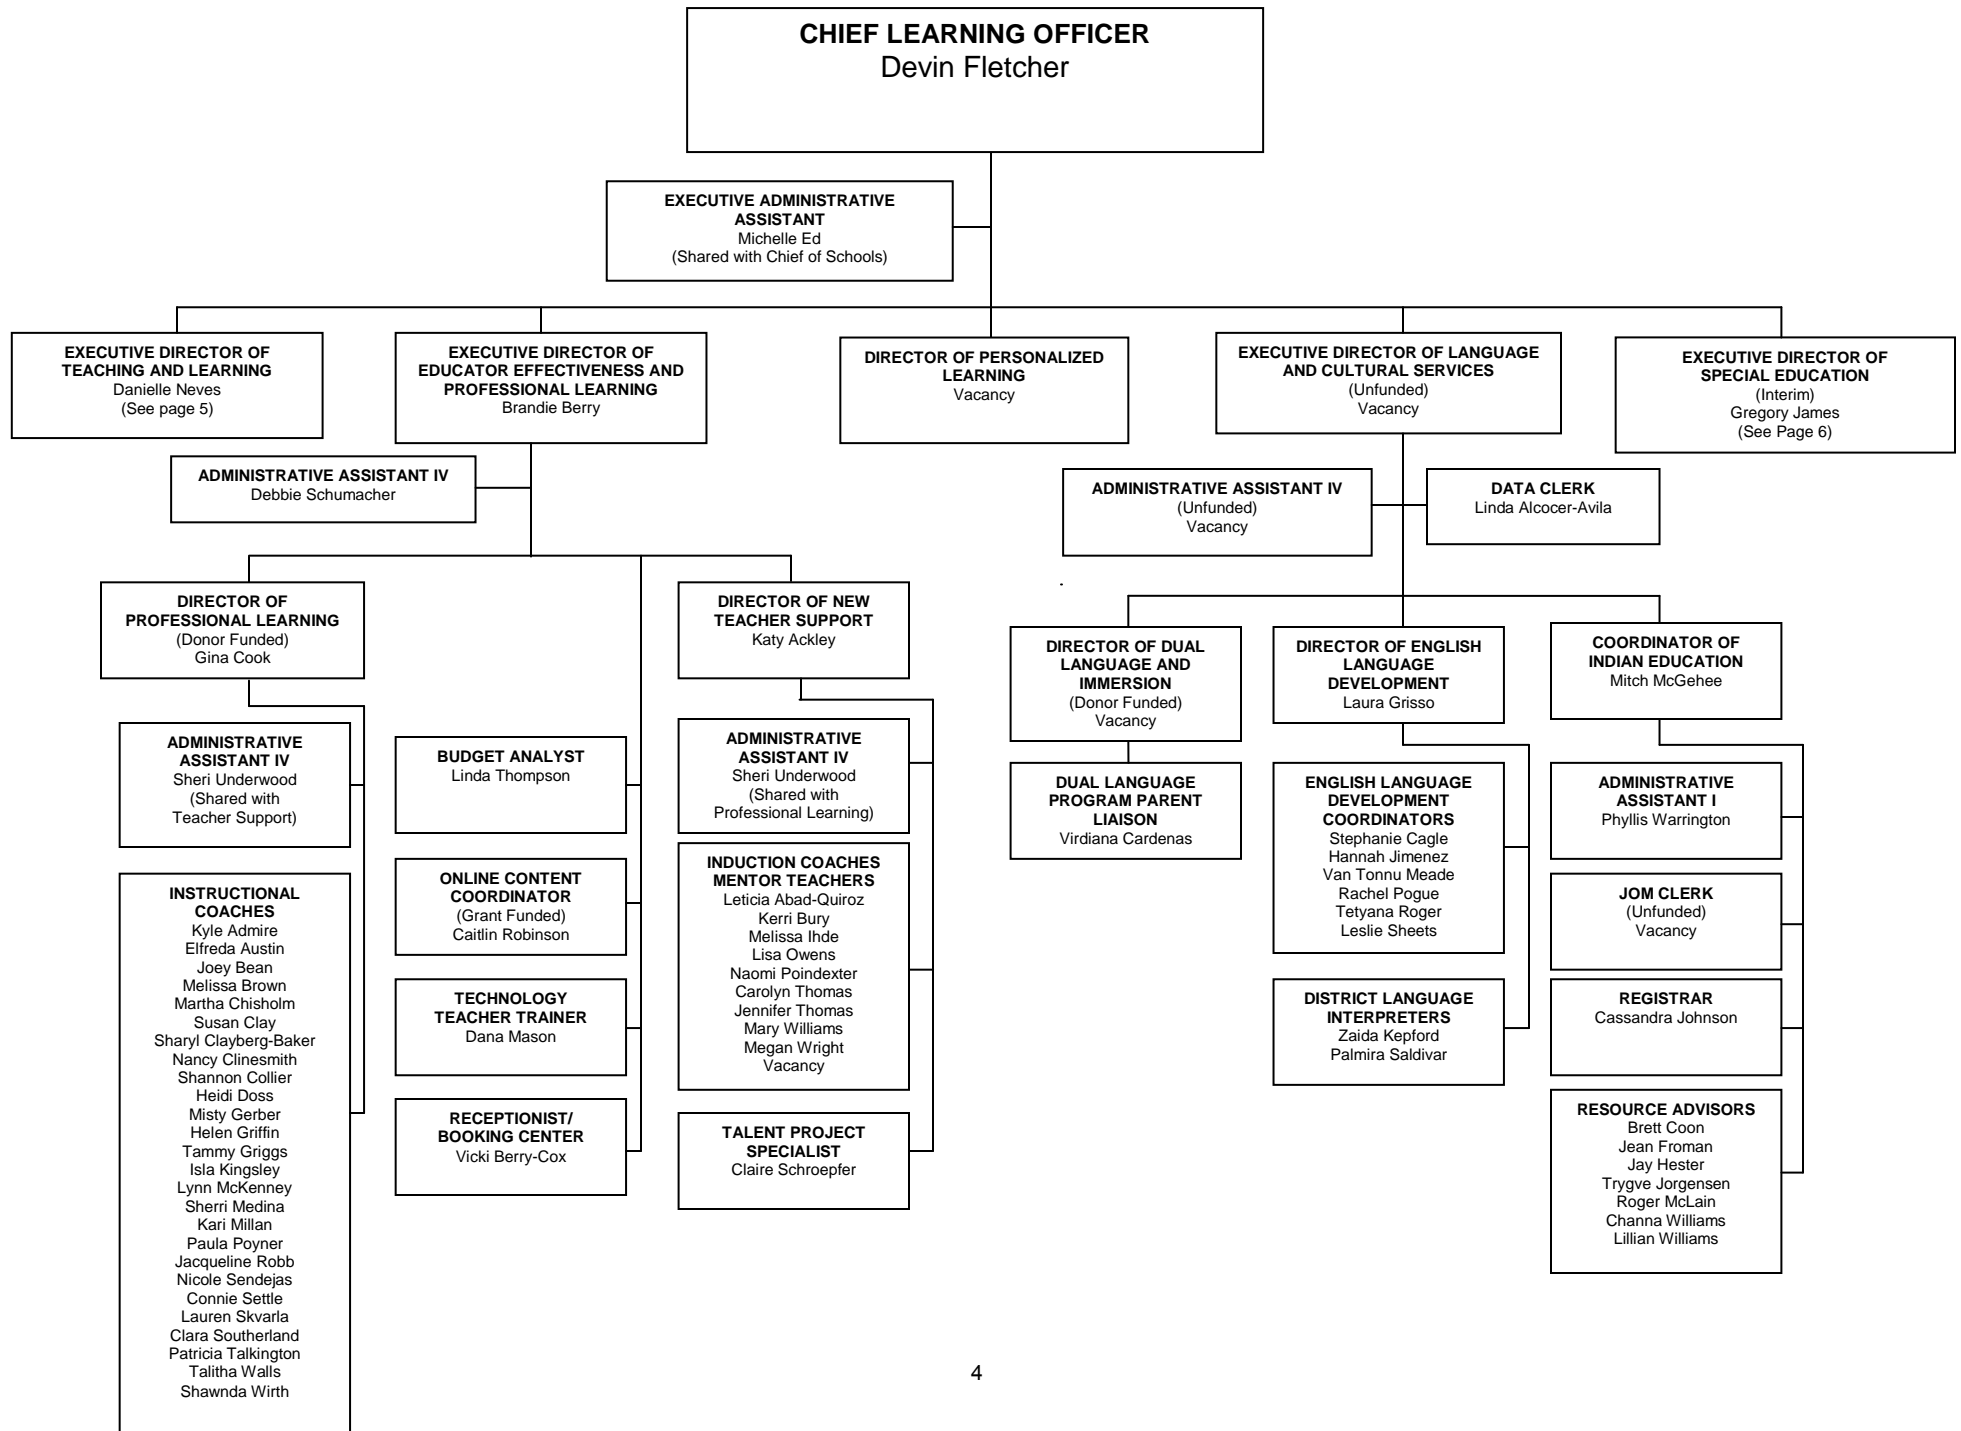 CHIEF LEARNING OFFICER
Devin Fletcher
EXECUTIVE ADMINISTRATIVE
ASSISTANT
Michelle Ed
(Shared with Chief of Schools)
EXECUTIVE DIRECTOR OF
TEACHING AND LEARNING
Danielle Neves
(See page 5)
EXECUTIVE DIRECTOR OF
EDUCATOR EFFECTIVENESS AND
PROFESSIONAL LEARNING
Brandie Berry
DIRECTOR OF PERSONALIZED
LEARNING
Vacancy
EXECUTIVE DIRECTOR OF LANGUAGE
AND CULTURAL SERVICES
(Unfunded)
Vacancy
EXECUTIVE DIRECTOR OF
SPECIAL EDUCATION
(Interim)
Gregory James
(See Page 6)
ADMINISTRATIVE ASSISTANT IV
Debbie Schumacher
ADMINISTRATIVE ASSISTANT IV
(Unfunded)
Vacancy
DATA CLERK
Linda Alcocer-Avila
DIRECTOR OF
PROFESSIONAL LEARNING
(Donor Funded)
Gina Cook
DIRECTOR OF NEW
TEACHER SUPPORT
Katy Ackley
DIRECTOR OF DUAL
LANGUAGE AND
IMMERSION
(Donor Funded)
Vacancy
DIRECTOR OF ENGLISH
LANGUAGE
DEVELOPMENT
Laura Grisso
COORDINATOR OF
INDIAN EDUCATION
Mitch McGehee
ADMINISTRATIVE
ASSISTANT IV
Sheri Underwood
(Shared with
Teacher Support)
INSTRUCTIONAL
COACHES
Kyle Admire
Elfreda Austin
Joey Bean
Melissa Brown
Martha Chisholm
Susan Clay
Sharyl Clayberg-Baker
Nancy Clinesmith
Shannon Collier
Heidi Doss
Misty Gerber
Helen Griffin
Tammy Griggs
Isla Kingsley
Lynn McKenney
Sherri Medina
Kari Millan
Paula Poyner
Jacqueline Robb
Nicole Sendejas
Connie Settle
Lauren Skvarla
Clara Southerland
Patricia Talkington
Talitha Walls
Shawnda Wirth
BUDGET ANALYST
Linda Thompson
ONLINE CONTENT
COORDINATOR
(Grant Funded)
Caitlin Robinson
TECHNOLOGY
TEACHER TRAINER
Dana Mason
RECEPTIONIST/
BOOKING CENTER
Vicki Berry-Cox
ADMINISTRATIVE
ASSISTANT IV
Sheri Underwood
(Shared with
Professional Learning)
INDUCTION COACHES
MENTOR TEACHERS
Leticia Abad-Quiroz
Kerri Bury
Melissa Ihde
Lisa Owens
Naomi Poindexter
Carolyn Thomas
Jennifer Thomas
Mary Williams
Megan Wright
Vacancy
TALENT PROJECT
SPECIALIST
Claire Schroepfer
DUAL LANGUAGE
PROGRAM PARENT
LIAISON
Virdiana Cardenas
ENGLISH LANGUAGE
DEVELOPMENT
COORDINATORS
Stephanie Cagle
Hannah Jimenez
Van Tonnu Meade
Rachel Pogue
Tetyana Roger
Leslie Sheets
DISTRICT LANGUAGE
INTERPRETERS
Zaida Kepford
Palmira Saldivar
ADMINISTRATIVE
ASSISTANT I
Phyllis Warrington
JOM CLERK
(Unfunded)
Vacancy
REGISTRAR
Cassandra Johnson
RESOURCE ADVISORS
Brett Coon
Jean Froman
Jay Hester
Trygve Jorgensen
Roger McLain
Channa Williams
Lillian Williams
4